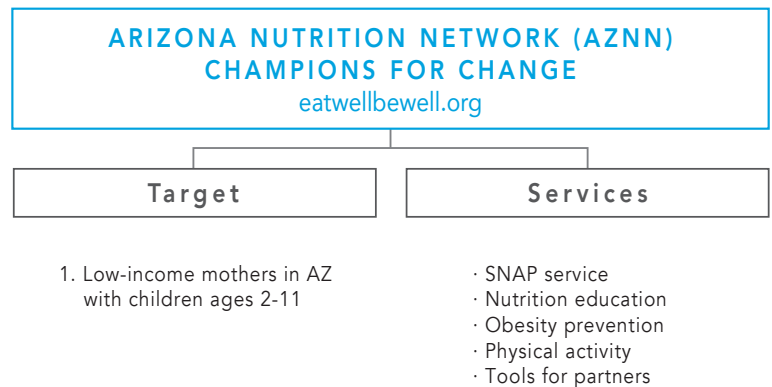 ARIZONA NUTRITION NETWORK (AZNN)
CHAMPIONS FOR CHANGE
eatwellbewell.org
Target
Services
1. Low-income mothers in AZ
with children ages 2-11
· SNAP service
· Nutrition education
· Obesity prevention
· Physical activity
· Tools for partners